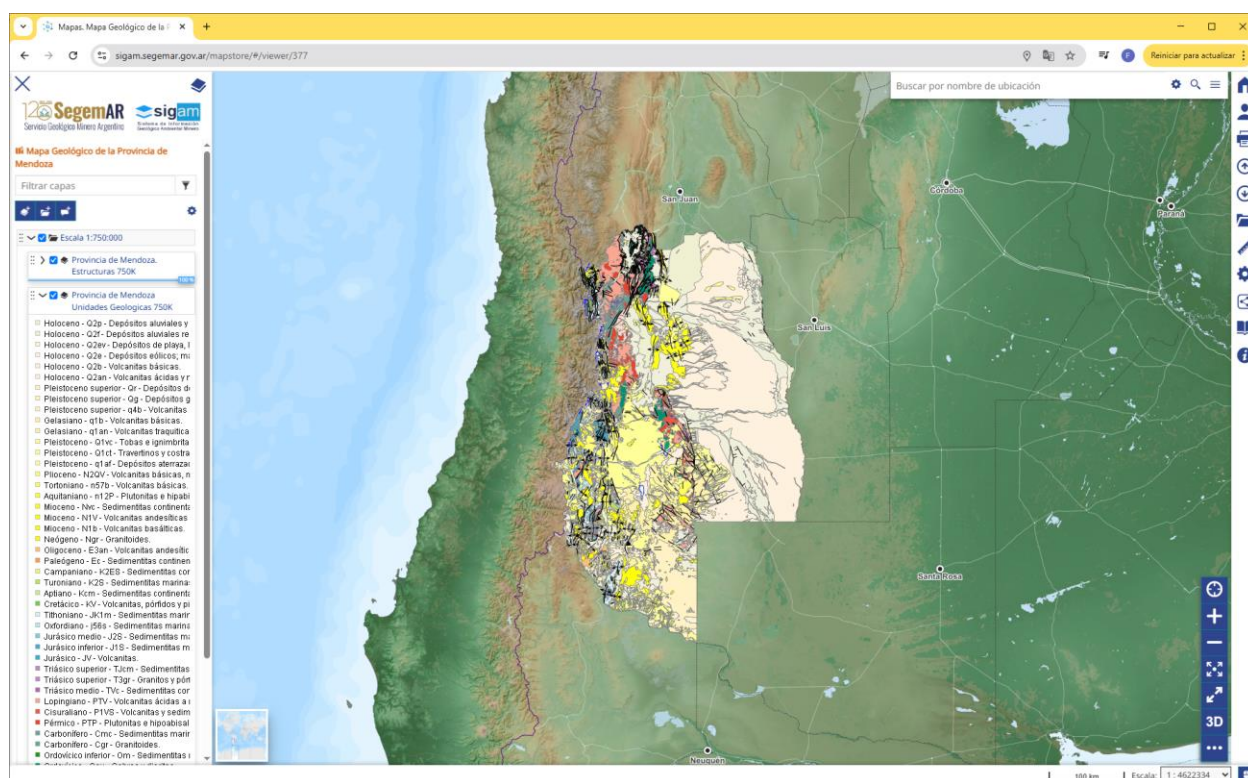 Mapas. Mapa Geológico de la P
sigam.segemar.gov.ar/mapstore/#/viewer/377
Reiniciar para actualizar
120 SegemAR
Servicio Geológico Minero Argentino
sigam
Sistema de Información
Geológico Ambiental Minero
Mapa Geológico de la Provincia de
Mendoza
Filtrar capas
Escala 1:750:000
Provincia de Mendoza.
Estructuras 750K
100 %
Provincia de Mendoza
Unidades Geologicas 750K
Holoceno - Q2p - Depósitos aluviales y
Holoceno - Q2f - Depósitos aluviales re
Holoceno - Q2ev - Depósitos de playa, l
Holoceno - Q2e - Depósitos eólicos; ma
Holoceno - Q2b - Volcanitas básicas.
Holoceno - Q2an - Volcanitas ácidas y r
Pleistoceno superior - Qr - Depósitos d
Pleistoceno superior - Qg - Depósitos g
Pleistoceno superior - q4b - Volcanitas
Gelasiano - q1b - Volcanitas básicas.
Gelasiano - q1an - Volcanitas traquítica
Pleistoceno - Q1vc - Tobas e ignimbrita
Pleistoceno - Q1ct - Travertinos y costra
Pleistoceno - q1af - Depósitos aterrazad
Plioceno - N2QV - Volcanitas básicas, n
Tortoniano - n57b - Volcanitas básicas.
Aquitaniano - n12P - Plutonitas e hipabi
Mioceno - Nvc - Sedimentitas continenta
Mioceno - N1V - Volcanitas andesíticas
Mioceno - N1b - Volcanitas basálticas.
Neógeno - Ngr - Granitoides.
Oligoceno - E3an - Volcanitas andesític
Paleógeno - Ec - Sedimentitas continen
Campaniano - K2ES - Sedimentitas cor
Turoniano - K2S - Sedimentitas marina
Aptiano - Kcm - Sedimentitas continenta
Cretácico - KV - Volcanitas, pórfidos y pi
Tithoniano - JK1m - Sedimentitas marir
Oxfordiano - j56s - Sedimentitas marina
Jurásico medio - J2S - Sedimentitas ma
Jurásico inferior - J1S - Sedimentitas m
Jurásico - JV - Volcanitas.
Triásico superior - TJcm - Sedimentitas
Triásico superior - T3gr - Granitos y pórf
Triásico medio - TVc - Sedimentitas cor
Lopingiano - PTV - Volcanitas ácidas a
Cisuraliano - P1VS - Volcanitas y sedim
Pérmico - PTP - Plutonitas e hipoabisal
Carbonífero - Cmc - Sedimentitas marir
Carbonífero - Cgr - Granitoides.
Ordovícico inferior - Om - Sedimentitas
Buscar por nombre de ubicación
San Juan
Córdoba
Paraná
San Luis
Santa Rosa
Neuquén
3D
100 km
Escala: 1 : 4622334